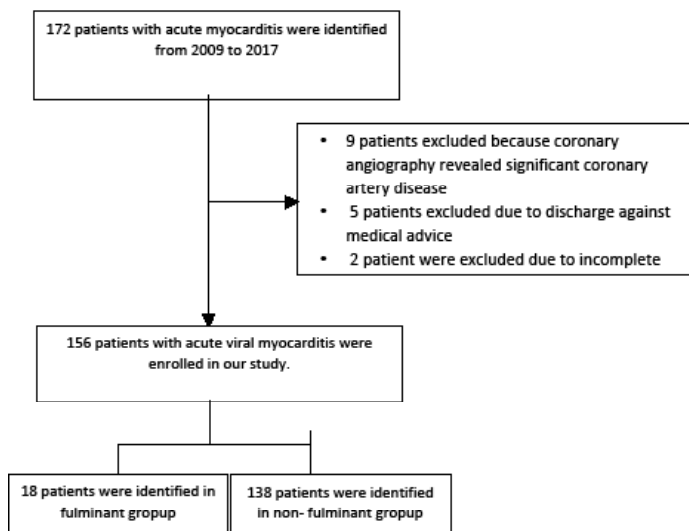 172 patients with acute myocarditis were identified
from 2009 to 2017
• 9 patients excluded because coronary
angiography revealed significant coronary
artery disease
• 5 patients excluded due to discharge against
medical advice
• 2 patient were excluded due to incomplete
156 patients with acute viral myocarditis were
enrolled in our study.
18 patients were identified in
fulminant gropup
138 patients were identified
in non- fulminant gropup